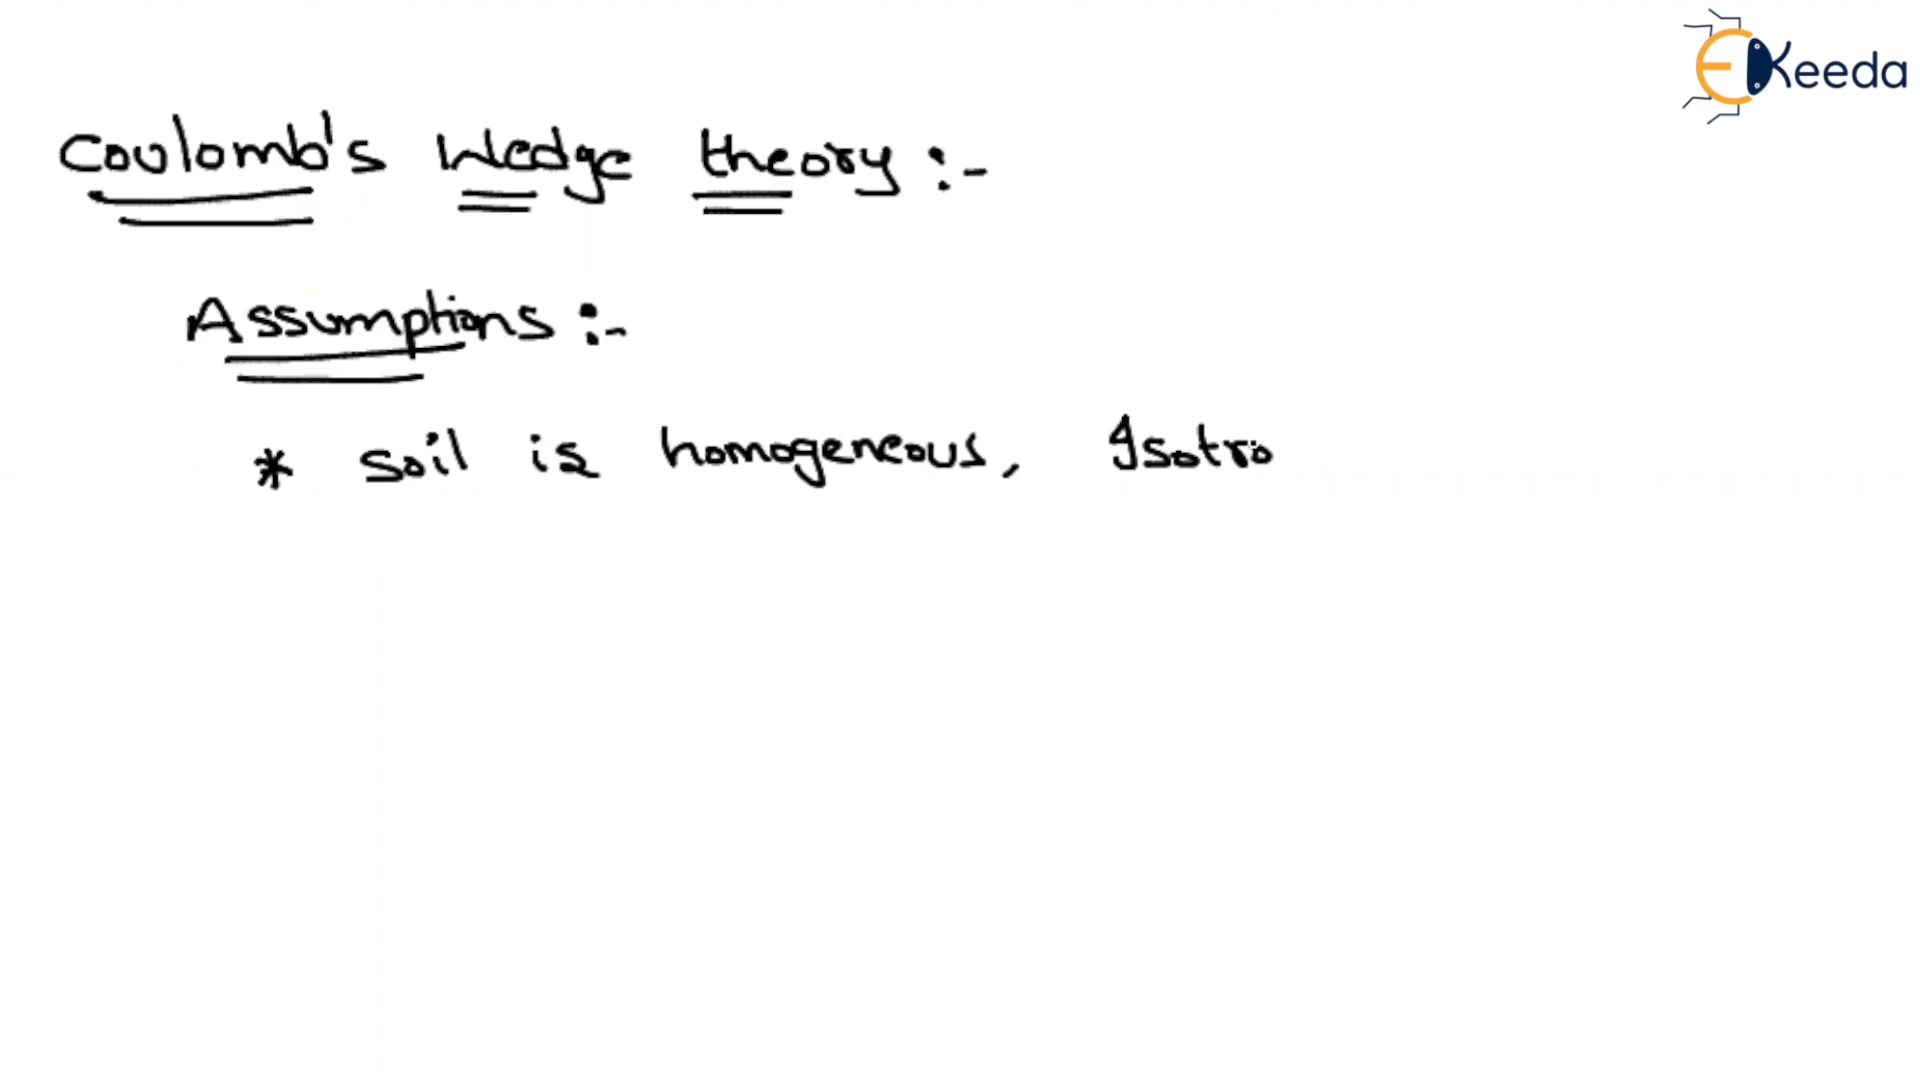 EKeeda
Coulomb's Wedge theory :-
Assumptions :-
* Soil is homogeneous, Isotro